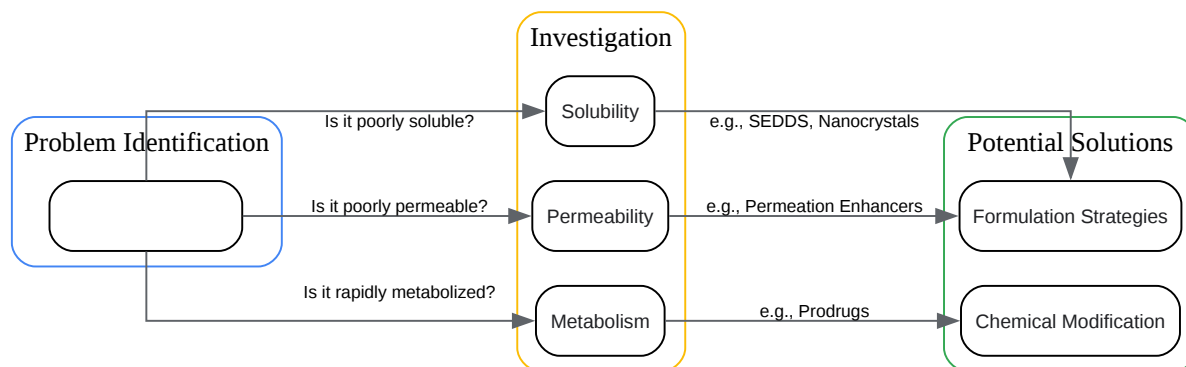 Investigation
Solubility
Is it poorly soluble?
e.g., SEDDS, Nanocrystals
Problem Identification
Potential Solutions
Is it poorly permeable?
Permeability
e.g., Permeation Enhancers
Formulation Strategies
Is it rapidly metabolized?
Metabolism
e.g., Prodrugs
Chemical Modification